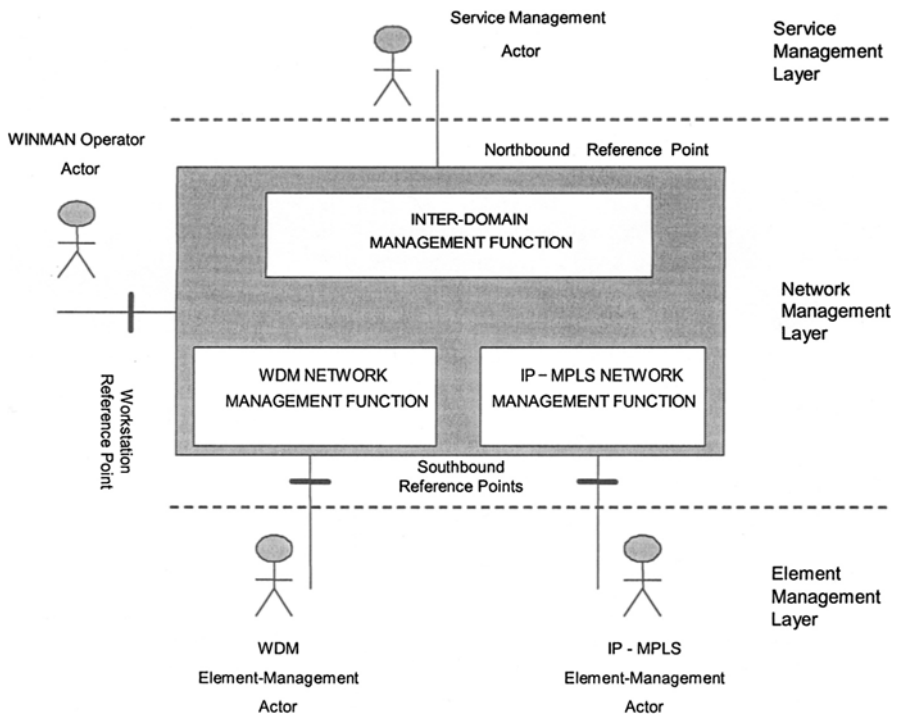 Service Management
Actor
Service
Management
Layer
WINMAN Operator
Actor
Northbound Reference Point
INTER-DOMAIN
MANAGEMENT FUNCTION
Network
Management
Layer
WDM NETWORK
MANAGEMENT FUNCTION
IP – MPLS NETWORK
MANAGEMENT FUNCTION
Workstation
Reference Point
Southbound
Reference Points
Element
Management
Layer
WDM
Element-Management
Actor
IP - MPLS
Element-Management
Actor